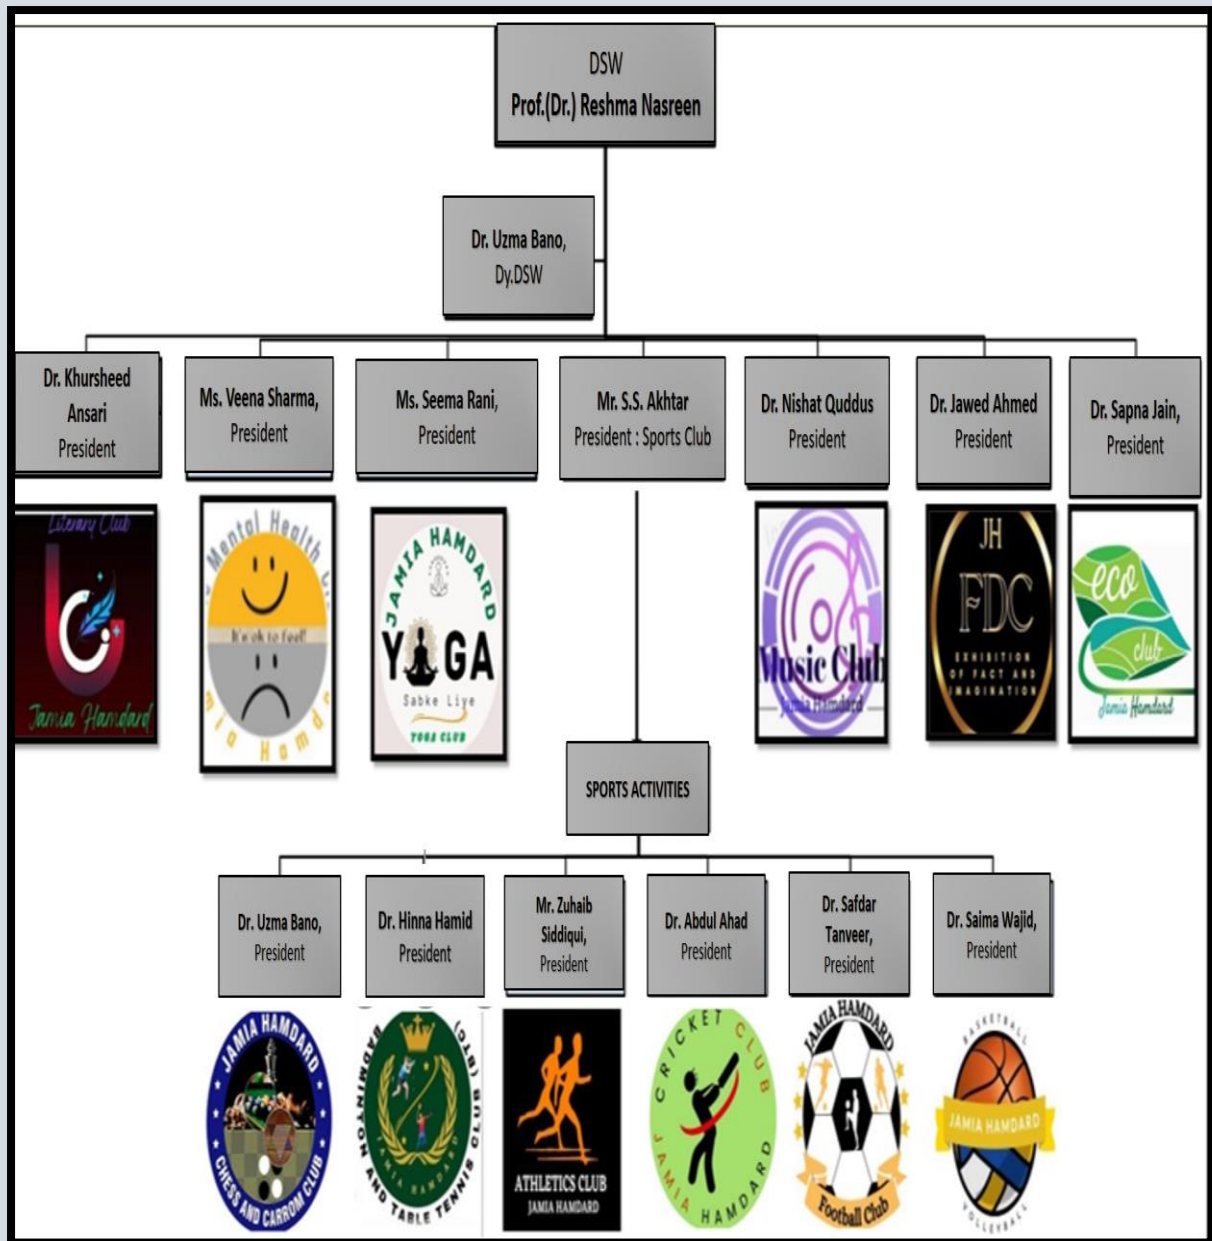 DSW
Prof.(Dr.) Reshma Nasreen
Dr. Uzma Bano,
Dy.DSW
Dr. Khursheed
Ansari
President
Ms. Veena Sharma,
President
Ms. Seema Rani,
President
Mr. S.S. Akhtar
President : Sports Club
Dr. Nishat Quddus
President
Dr. Jawed Ahmed
President
Dr. Sapna Jain,
President
Literary Club
Jamia Hamdard
Mental Health
It's ok to feel!
JAMIA HAMDARD
YOGA
Sabke Liye
YOGA CLUB
Music Club
Jamia Hamdard
JH
FDC
EXHIBITION
OF FACT AND
IMAGINATION
eco
club
Jamia Hamdard
SPORTS ACTIVITIES
Dr. Uzma Bano,
President
Dr. Hinna Hamid
President
Mr. Zuhaib
Siddiqui,
President
Dr. Abdul Ahad
President
Dr. Safdar
Tanveer,
President
Dr. Saima Wajid,
President
JAMIA HAMDARD
CHESS AND CARROM CLUB
BADMINTON AND TABLE TENNIS CLUB (BTC)
JAMIA HAMDARD
ATHLETICS CLUB
JAMIA HAMDARD
CRICKET CLUB
JAMIA HAMDARD
JAMIA HAMDARD
Football Club
BASKETBALL
JAMIA HAMDARD
VOLLEYBALL